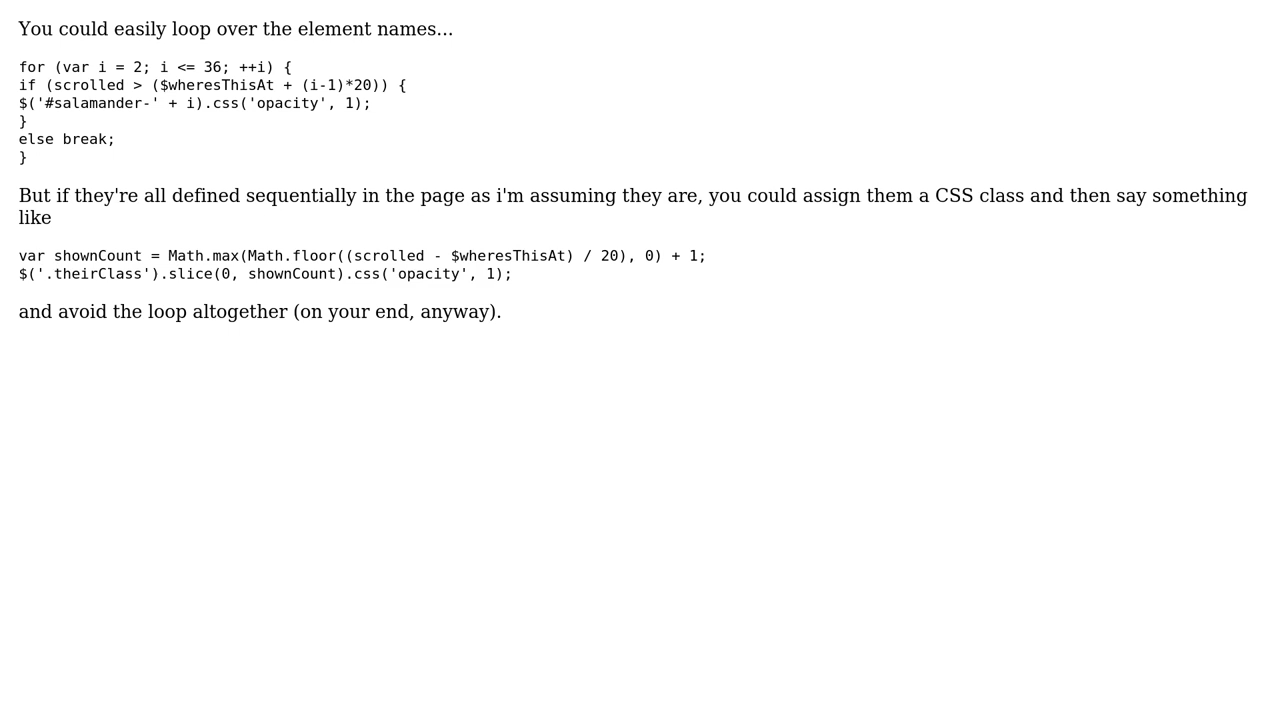 You could easily loop over the element names...
for (var i = 2; i <= 36; ++i) {
if (scrolled > ($wheresThisAt + (i-1)*20)) {
$('#salamander-' + i).css('opacity', 1);
}
else break;
}
But if they're all defined sequentially in the page as i'm assuming they are, you could assign them a CSS class and then say something
like
var shownCount = Math.max(Math.floor((scrolled - $wheresThisAt) / 20), 0) + 1;
$('.theirClass').slice(0, shownCount).css('opacity', 1);
and avoid the loop altogether (on your end, anyway).